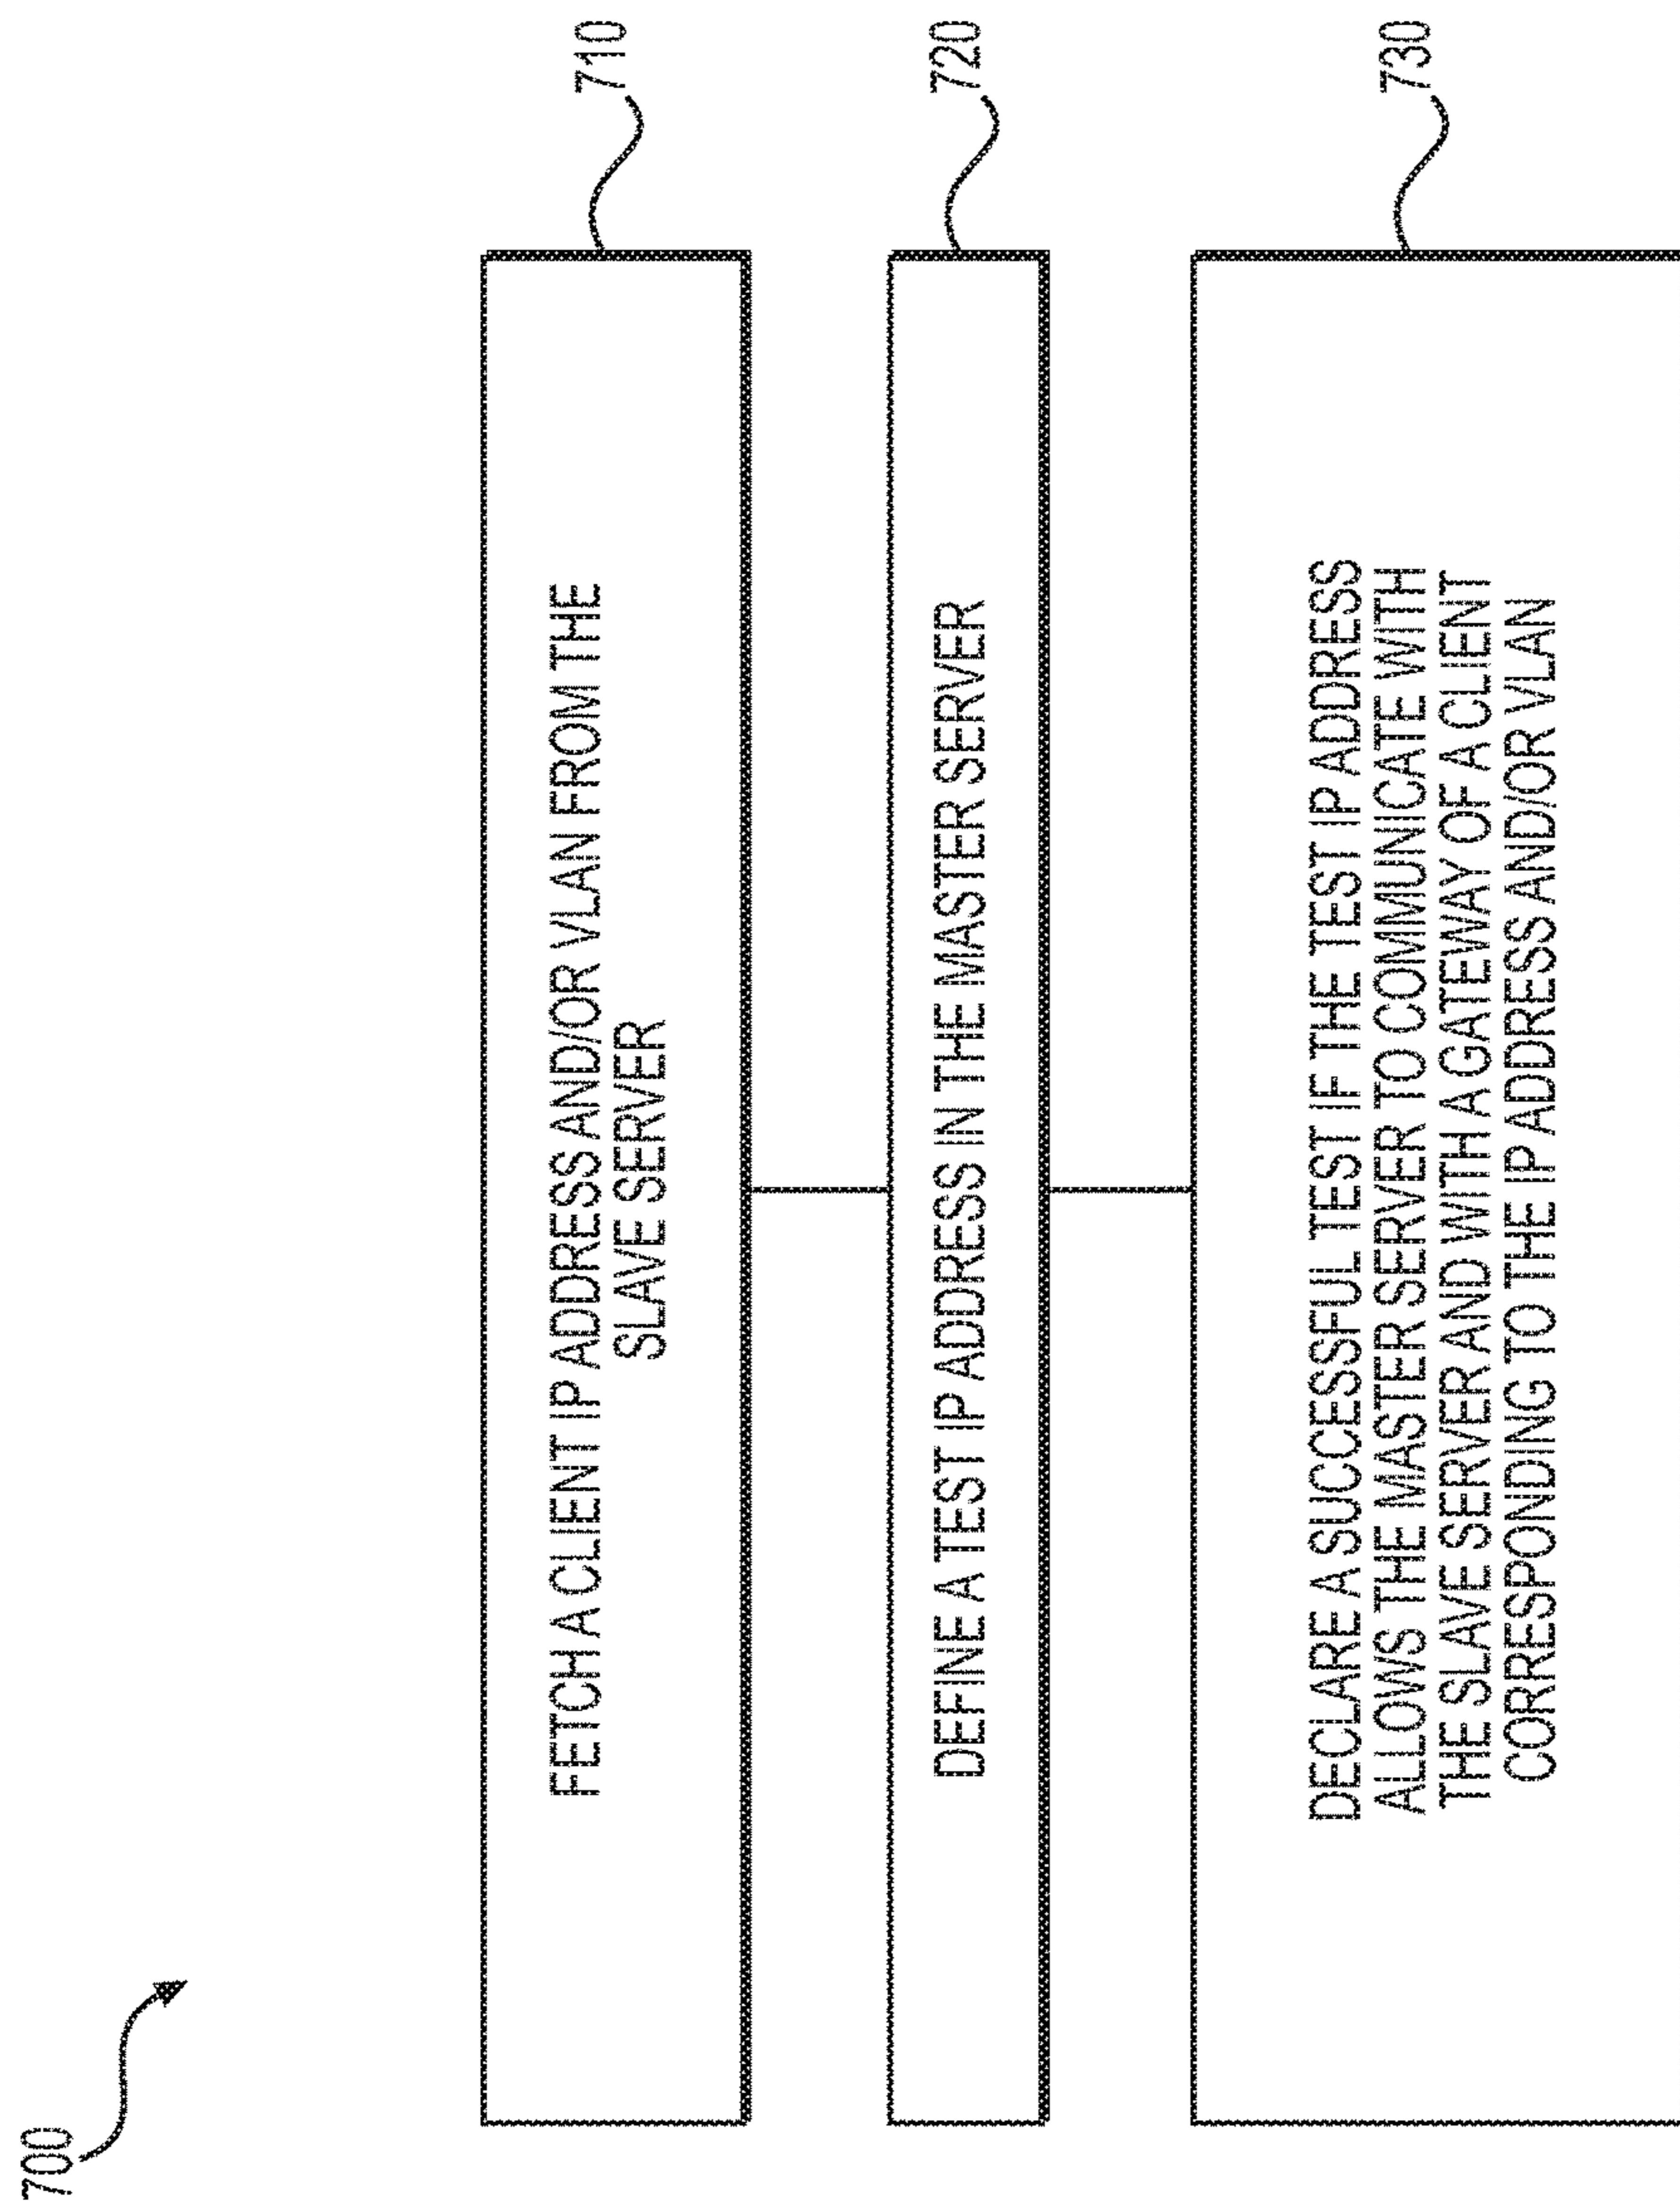 700
FETCH A CLIENT IP ADDRESS AND/OR VLAN FROM THE
SLAVE SERVER
710
DEFINE A TEST IP ADDRESS IN THE MASTER SERVER
720
DECLARE A SUCCESSFUL TEST IF THE TEST IP ADDRESS
ALLOWS THE MASTER SERVER TO COMMUNICATE WITH
THE SLAVE SERVER AND WITH A GATEWAY OF A CLIENT
CORRESPONDING TO THE IP ADDRESS AND/OR VLAN
730